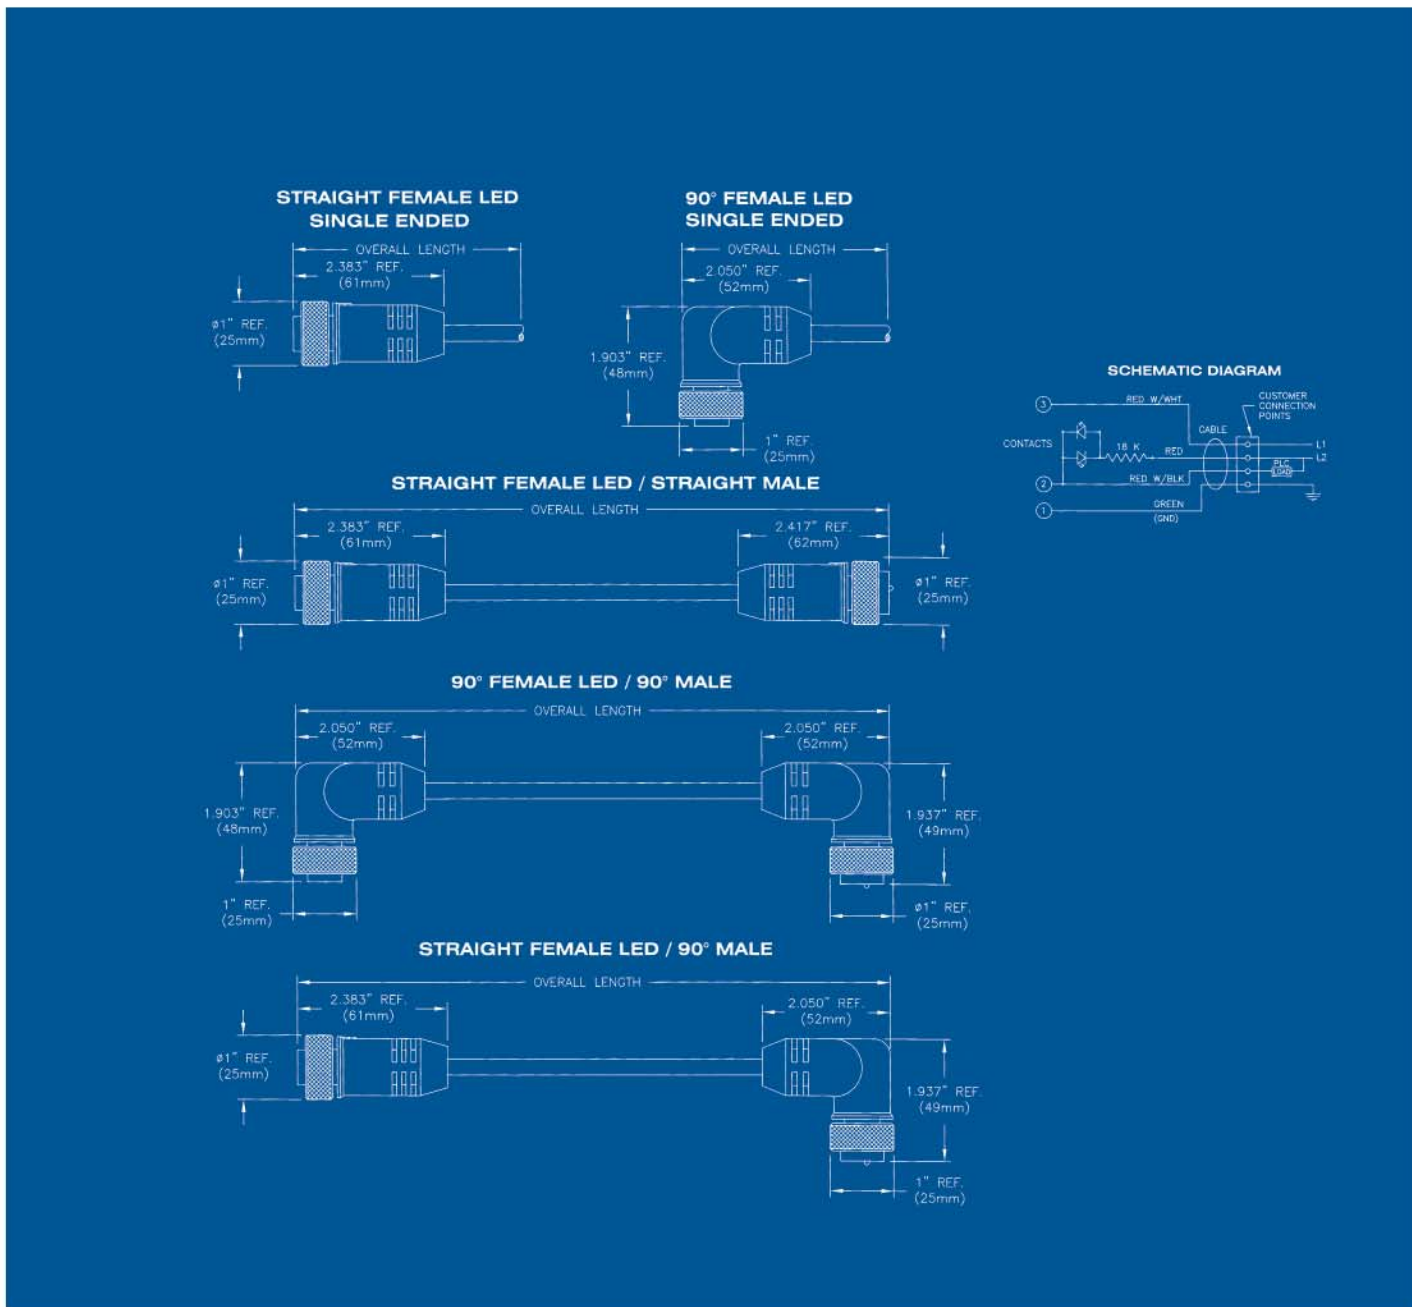 STRAIGHT FEMALE LED
SINGLE ENDED
OVERALL LENGTH
2.383" REF.
(61mm)
ø1" REF.
(25mm)
90° FEMALE LED
SINGLE ENDED
OVERALL LENGTH
2.050" REF.
(52mm)
1.903" REF.
(48mm)
1" REF.
(25mm)
SCHEMATIC DIAGRAM
3
RED W/WHT
CUSTOMER
CONNECTION
POINTS
CABLE
CONTACTS
18 K
RED
L1
L2
PLC
LOAD
2
RED W/BLK
1
GREEN
(GND)
STRAIGHT FEMALE LED / STRAIGHT MALE
OVERALL LENGTH
2.383" REF.
(61mm)
2.417" REF.
(62mm)
ø1" REF.
(25mm)
ø1" REF.
(25mm)
90° FEMALE LED / 90° MALE
OVERALL LENGTH
2.050" REF.
(52mm)
2.050" REF.
(52mm)
1.903" REF.
(48mm)
1.937" REF.
(49mm)
1" REF.
(25mm)
ø1" REF.
(25mm)
STRAIGHT FEMALE LED / 90° MALE
OVERALL LENGTH
2.383" REF.
(61mm)
2.050" REF.
(52mm)
ø1" REF.
(25mm)
1.937" REF.
(49mm)
1" REF.
(25mm)